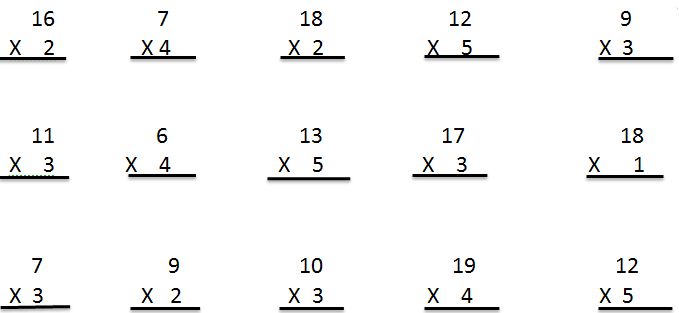 16 7 18 12 9
X 2 X 4 X 2 X 5 X 3
11 6 13 17 18
X 3 X 4 X 5 X 3 X 1
7 9 10 19 12
X 3 X 2 X 3 X 4 X 5